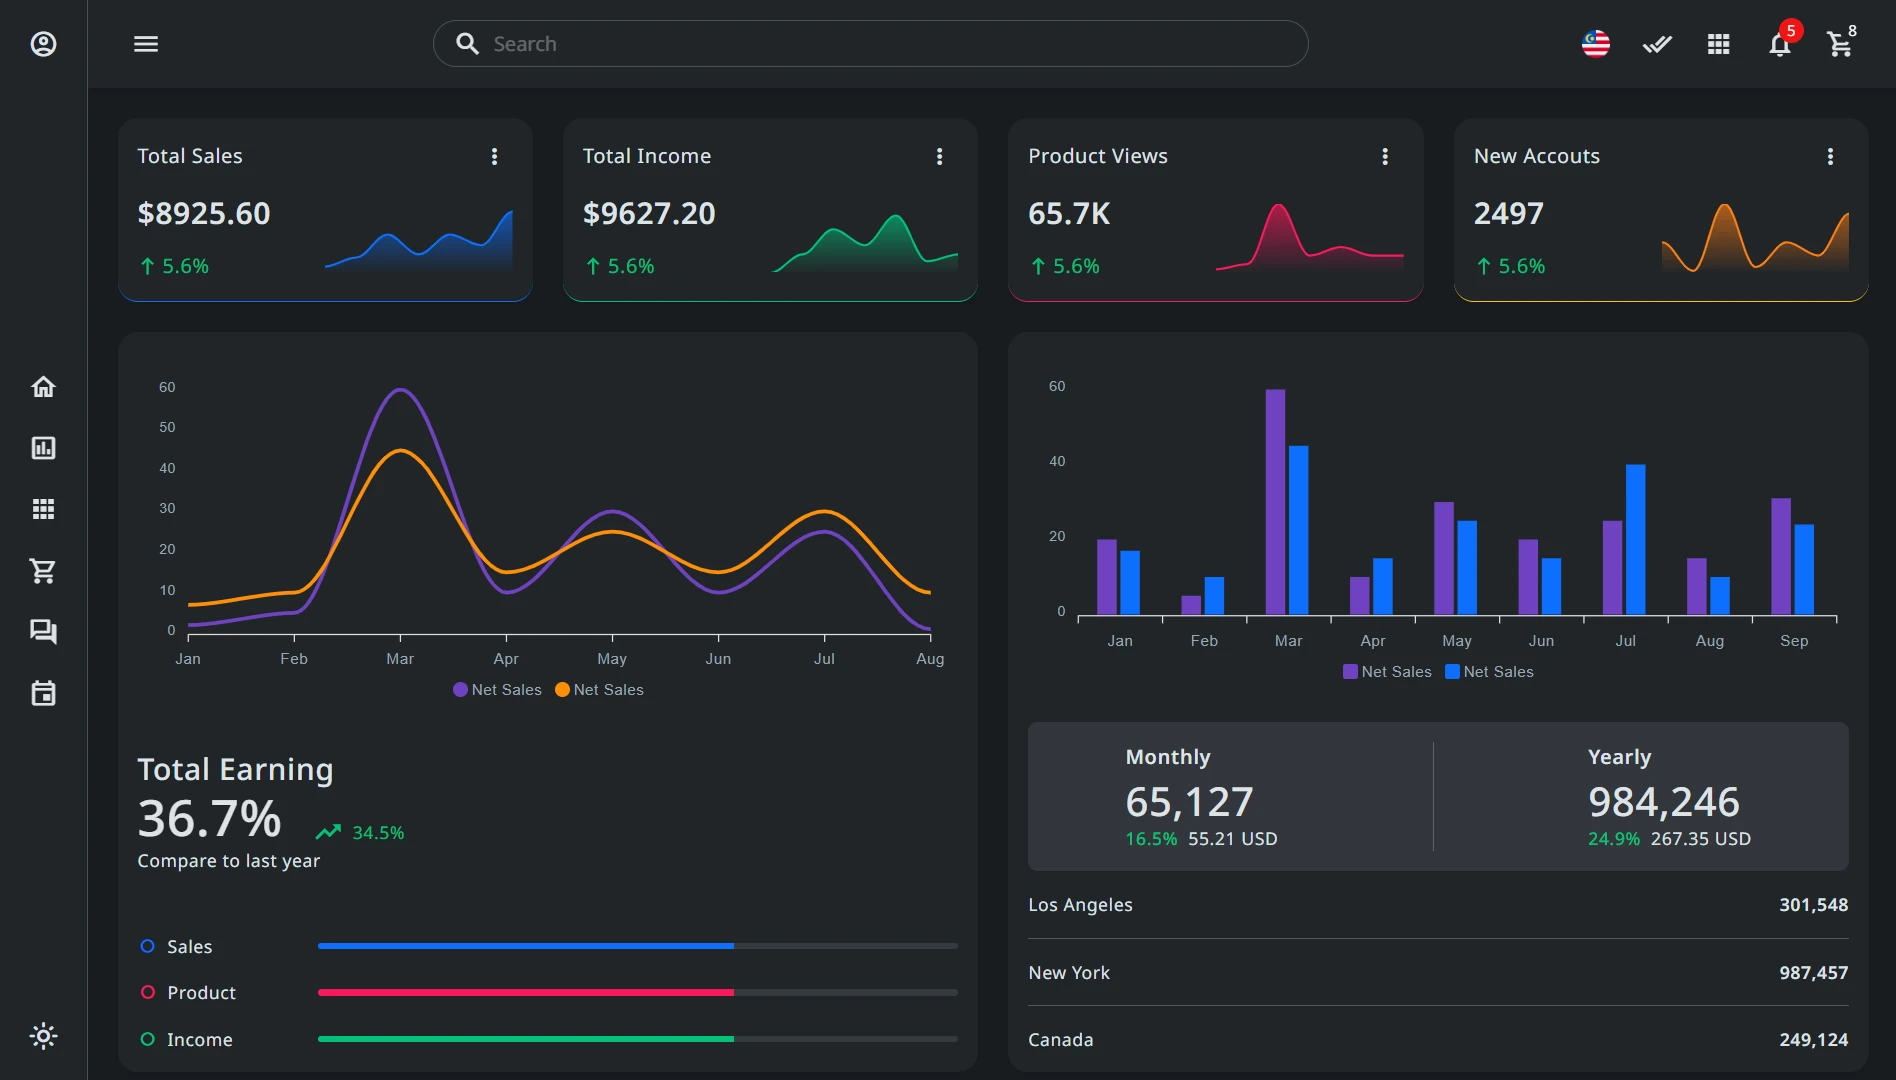 Search
5
8
Total Sales
$8925.60
5.6%
Total Income
$9627.20
5.6%
Product Views
65.7K
5.6%
New Accouts
2497
5.6%
60
50
40
30
20
10
0
Jan Feb Mar Apr May Jun Jul Aug
Net Sales Net Sales
Total Earning
36.7% 34.5%
Compare to last year
Sales
Product
Income
60
40
20
0
Jan Feb Mar Apr May Jun Jul Aug Sep
Net Sales Net Sales
Monthly
65,127
16.5% 55.21 USD
Yearly
984,246
24.9% 267.35 USD
Los Angeles 301,548
New York 987,457
Canada 249,124